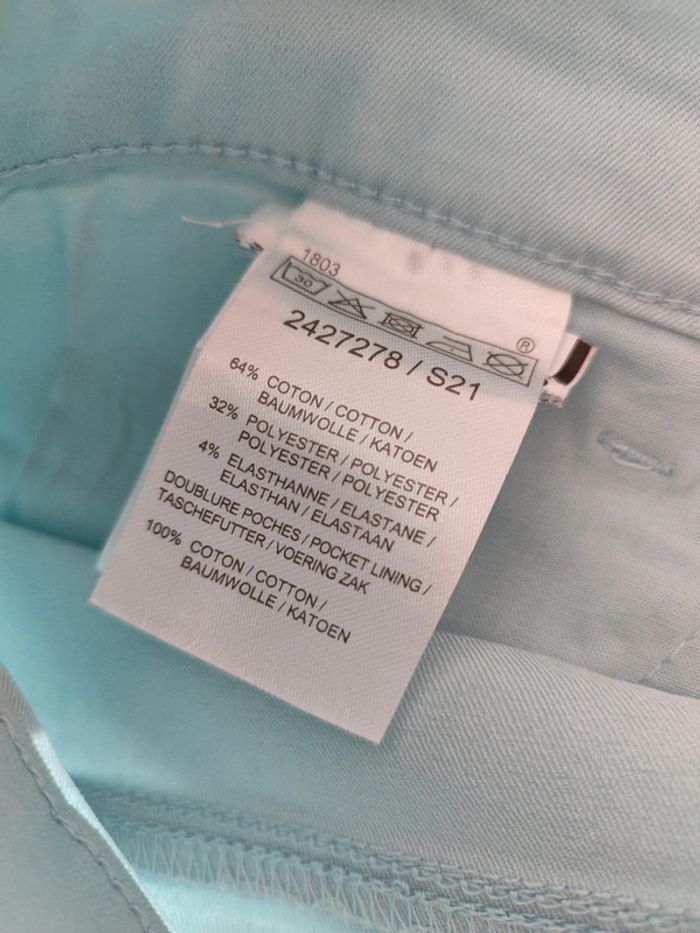 1803
30
®
2427278 / S21
64% COTON / COTTON /
BAUMWOLLE / KATOEN
32% POLYESTER / POLYESTER /
POLYESTER / POLYESTER
4% ELASTHANNE / ELASTANE /
ELASTHAN / ELASTAAN
DOUBLURE POCHES / POCKET LINING /
TASCHEFUTTER / VOERING ZAK
100% COTON / COTTON /
BAUMWOLLE / KATOEN